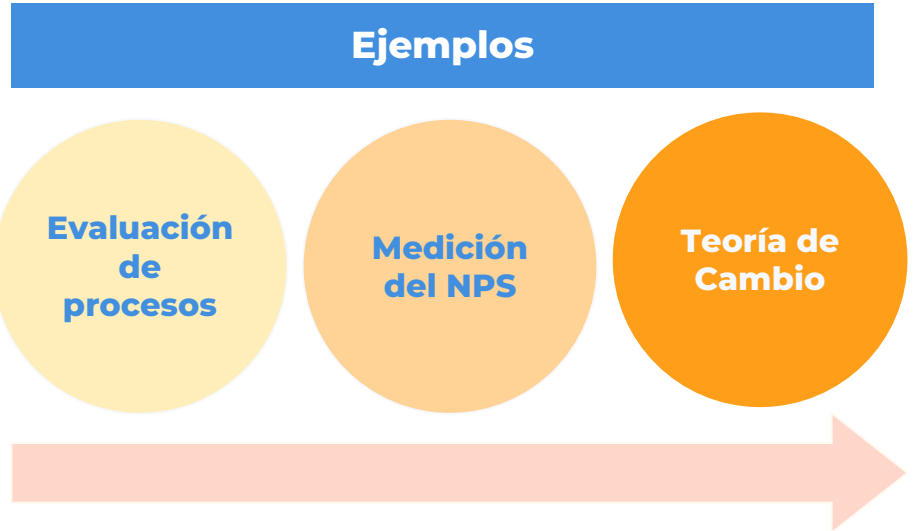 Ejemplos
Evaluación
de
procesos
Medición
del NPS
Teoría de
Cambio